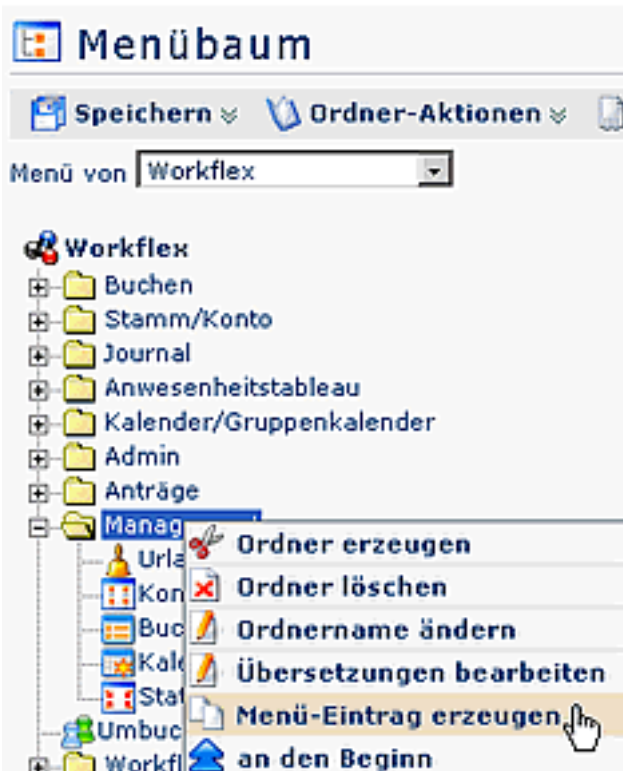 Menübaum
Speichern Ordner-Aktionen
Menü von Workflex
Workflex
Buchen
Stamm/Konto
Journal
Anwesenheitstableau
Kalender/Gruppenkalender
Admin
Anträge
Ordner erzeugen
Ordner löschen
Ordnername ändern
Übersetzungen bearbeiten
Menü-Eintrag erzeugen
an den Beginn